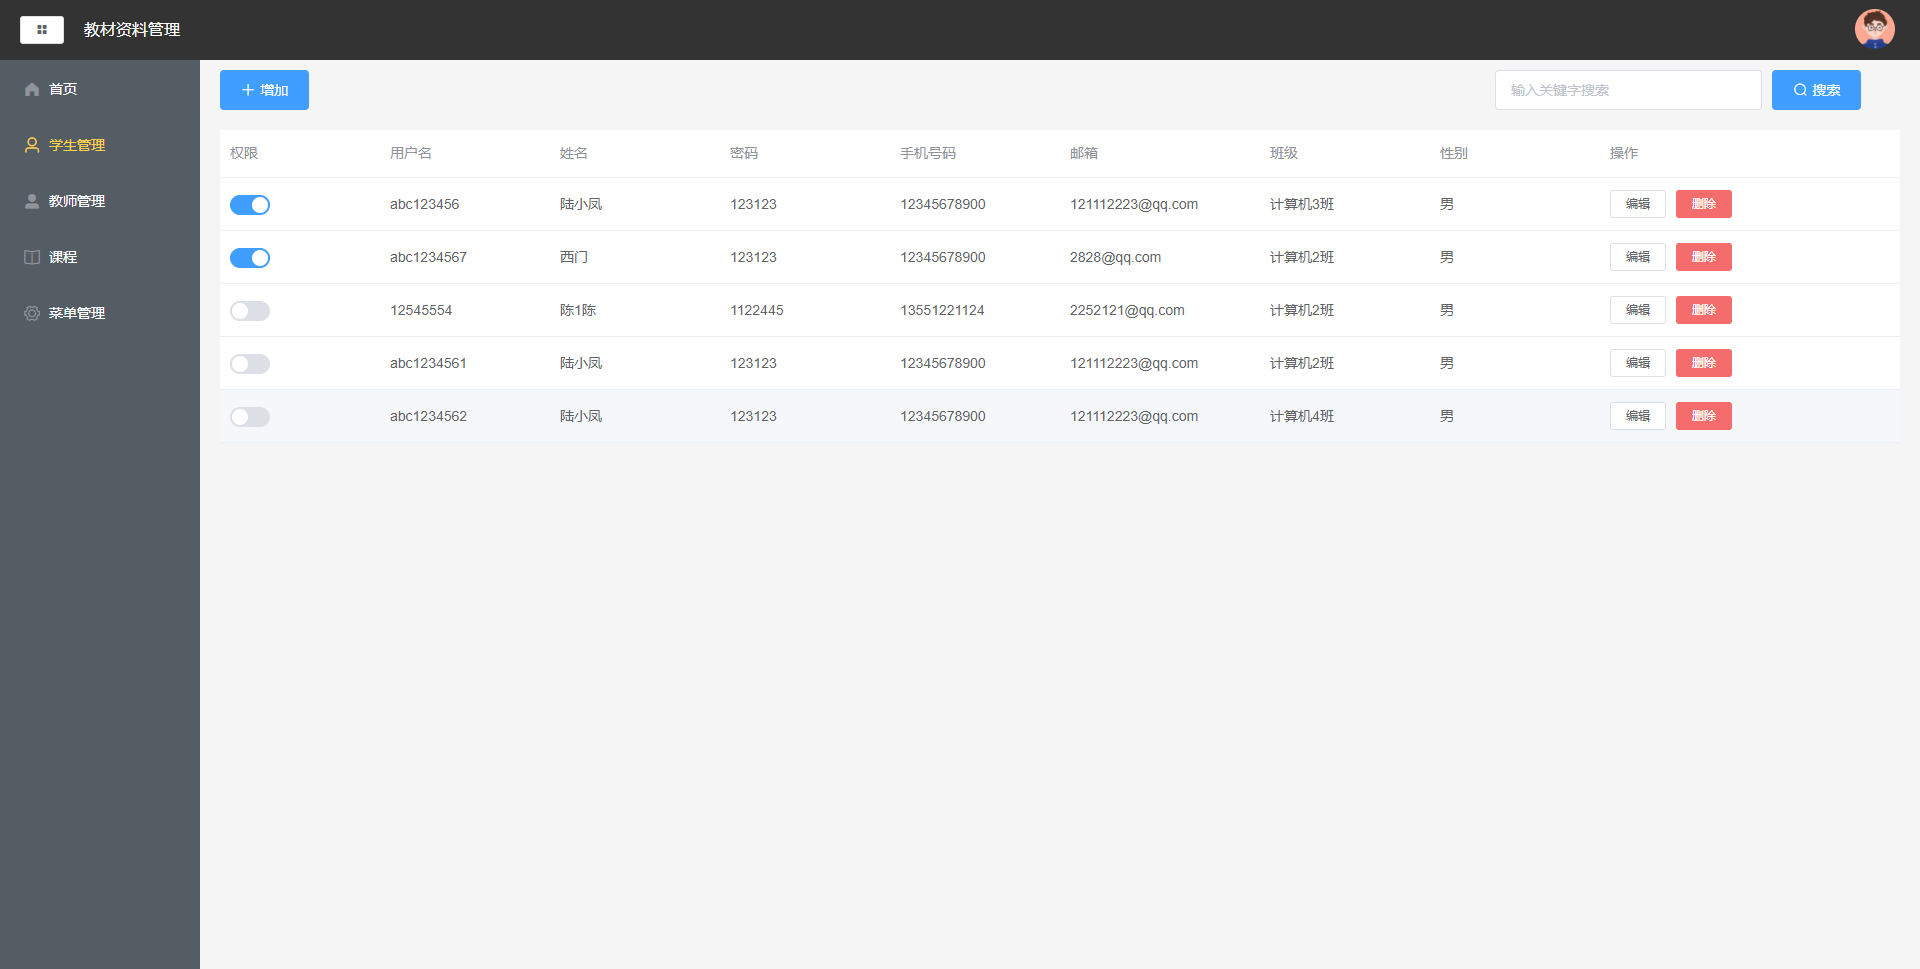 教材资料管理
首页
学生管理
教师管理
课程
菜单管理
增加
输入关键字搜索 搜索
权限 用户名 姓名 密码 手机号码 邮箱 班级 性别 操作
abc123456 陆小凤 123123 12345678900 121112223@qq.com 计算机3班 男 编辑 删除
abc1234567 西门 123123 12345678900 2828@qq.com 计算机2班 男 编辑 删除
12545554 陈1陈 1122445 13551221124 2252121@qq.com 计算机2班 男 编辑 删除
abc1234561 陆小凤 123123 12345678900 121112223@qq.com 计算机2班 男 编辑 删除
abc1234562 陆小凤 123123 12345678900 121112223@qq.com 计算机4班 男 编辑 删除